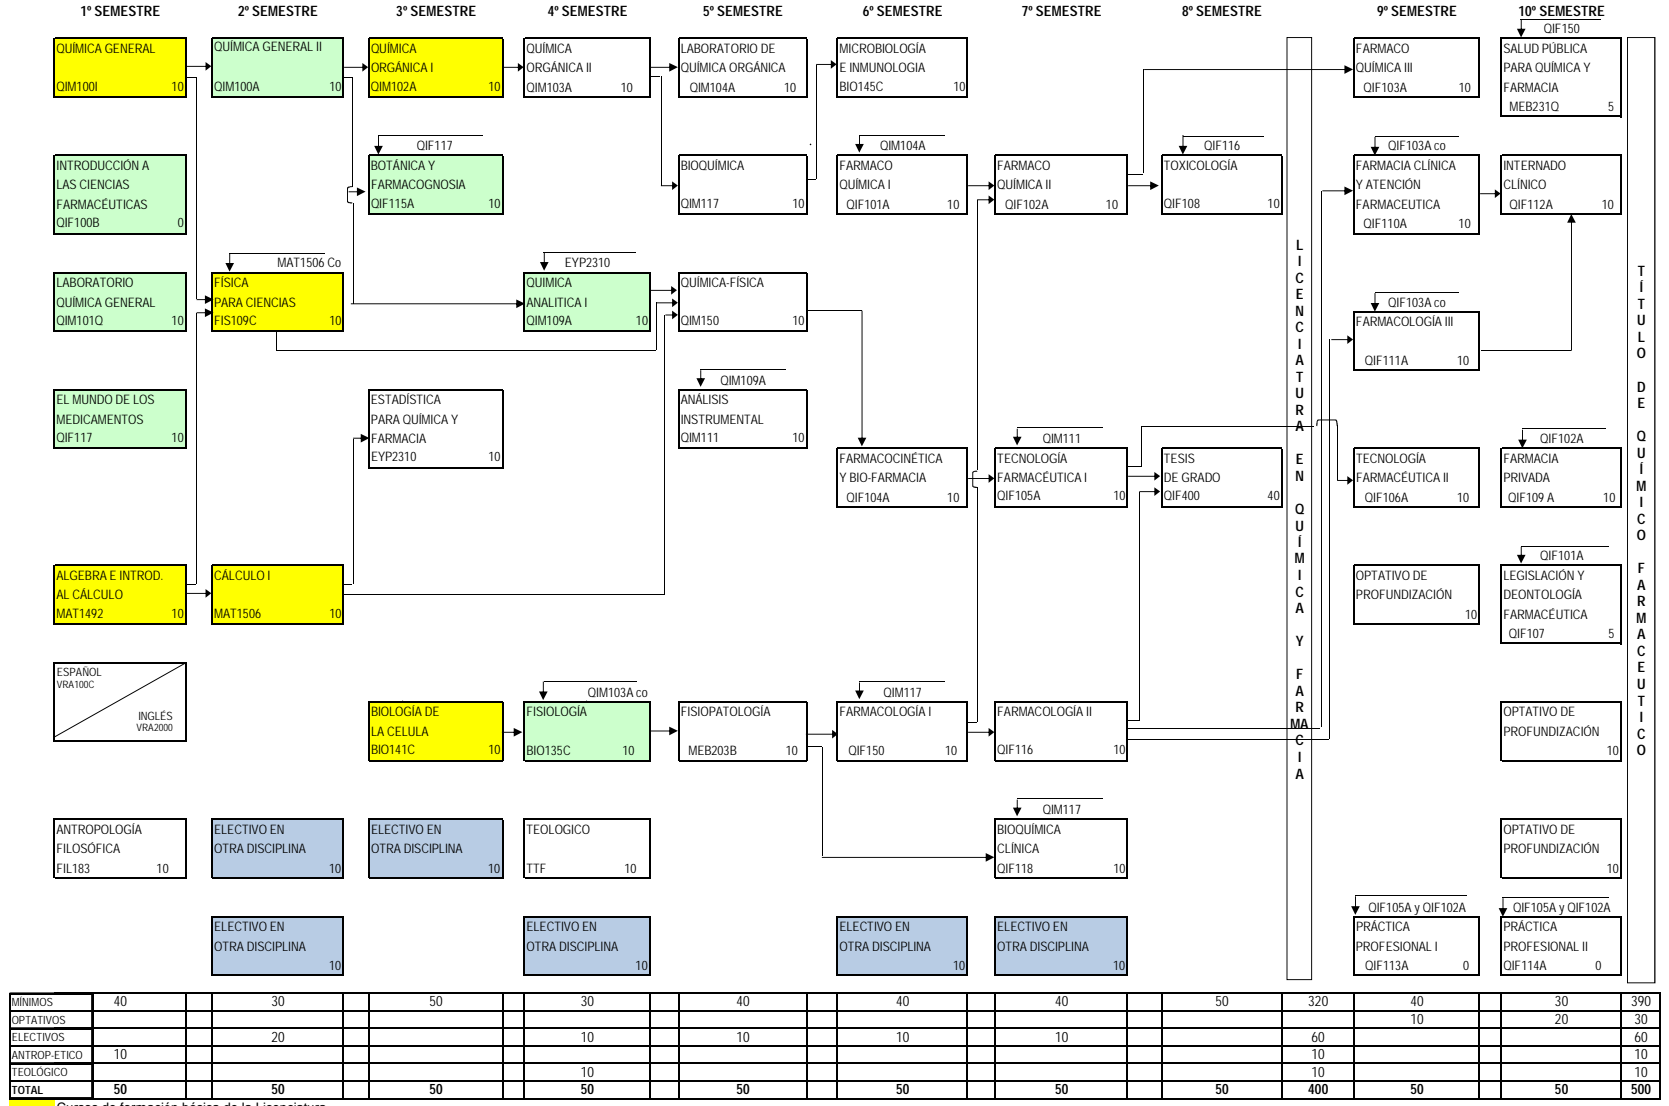 1º SEMESTRE
2º SEMESTRE
3º SEMESTRE
4º SEMESTRE
5º SEMESTRE
6º SEMESTRE
7º SEMESTRE
8º SEMESTRE
9º SEMESTRE
10º SEMESTRE
QUÍMICA GENERAL
QIM100I 10
INTRODUCCIÓN A
LAS CIENCIAS
FARMACÉUTICAS
QIF100B 0
LABORATORIO
QUÍMICA GENERAL
QIM101Q 10
EL MUNDO DE LOS
MEDICAMENTOS
QIF117 10
ALGEBRA E INTROD.
AL CÁLCULO
MAT1492 10
ESPAÑOL
VRA100C
INGLÉS
VRA2000
ANTROPOLOGÍA
FILOSÓFICA
FIL183 10
QUÍMICA GENERAL II
QIM100A 10
MAT1506 Co
FÍSICA
PARA CIENCIAS
FIS109C 10
CÁLCULO I
MAT1506 10
ELECTIVO EN
OTRA DISCIPLINA
10
ELECTIVO EN
OTRA DISCIPLINA
10
QUÍMICA
ORGÁNICA I
QIM102A 10
QIF117
BOTÁNICA Y
FARMACOGNOSIA
QIF115A 10
ESTADÍSTICA
PARA QUÍMICA Y
FARMACIA
EYP2310 10
BIOLOGÍA DE
LA CELULA
BIO141C 10
ELECTIVO EN
OTRA DISCIPLINA
10
QUÍMICA
ORGÁNICA II
QIM103A 10
EYP2310
QUIMICA
ANALITICA I
QIM109A 10
QIM103A co
FISIOLOGÍA
BIO135C 10
TEOLOGICO
TTF 10
ELECTIVO EN
OTRA DISCIPLINA
10
LABORATORIO DE
QUÍMICA ORGÁNICA
QIM104A 10
BIOQUÍMICA
QIM117 10
QUÍMICA-FÍSICA
QIM150 10
QIM109A
ANÁLISIS
INSTRUMENTAL
QIM111 10
FISIOPATOLOGÍA
MEB203B 10
MICROBIOLOGÍA
E INMUNOLOGIA
BIO145C 10
QIM104A
FARMACO
QUÍMICA I
QIF101A 10
FARMACOCINÉTICA
Y BIO-FARMACIA
QIF104A 10
QIM117
FARMACOLOGÍA I
QIF150 10
ELECTIVO EN
OTRA DISCIPLINA
10
FARMACO
QUÍMICA II
QIF102A 10
QIM111
TECNOLOGÍA
FARMACÉUTICA I
QIF105A 10
FARMACOLOGÍA II
QIF116 10
QIM117
BIOQUÍMICA
CLÍNICA
QIF118 10
ELECTIVO EN
OTRA DISCIPLINA
10
QIF116
TOXICOLOGÍA
QIF108 10
TESIS
DE GRADO
QIF400 40
LICENCIATURA EN QUÍMICA Y FARMACIA
FARMACO
QUÍMICA III
QIF103A 10
QIF103A co
FARMACIA CLÍNICA
Y ATENCIÓN
FARMACEUTICA
QIF110A 10
QIF103A co
FARMACOLOGÍA III
QIF111A 10
TECNOLOGÍA
FARMACÉUTICA II
QIF106A 10
OPTATIVO DE
PROFUNDIZACIÓN
10
QIF105A y QIF102A
PRÁCTICA
PROFESIONAL I
QIF113A 0
QIF150
SALUD PÚBLICA
PARA QUÍMICA Y
FARMACIA
MEB231Q 5
INTERNADO
CLÍNICO
QIF112A 10
QIF102A
FARMACIA
PRIVADA
QIF109 A 10
QIF101A
LEGISLACIÓN Y
DEONTOLOGÍA
FARMACÉUTICA
QIF107 5
OPTATIVO DE
PROFUNDIZACIÓN
10
OPTATIVO DE
PROFUNDIZACIÓN
10
QIF105A y QIF102A
PRÁCTICA
PROFESIONAL II
QIF114A 0
TÍTULO DE QUÍMICO FARMACEUTICO
MÍNIMOS 40 30 50 30 40 40 40 50 320 40 30 390
OPTATIVOS 10 20 30
ELECTIVOS 20 10 10 10 10 60 60
ANTROP-ETICO 10 10 10
TEOLÓGICO 10 10 10
TOTAL 50 50 50 50 50 50 50 50 400 50 50 500
Cursos de formación básica de la Licenciatura